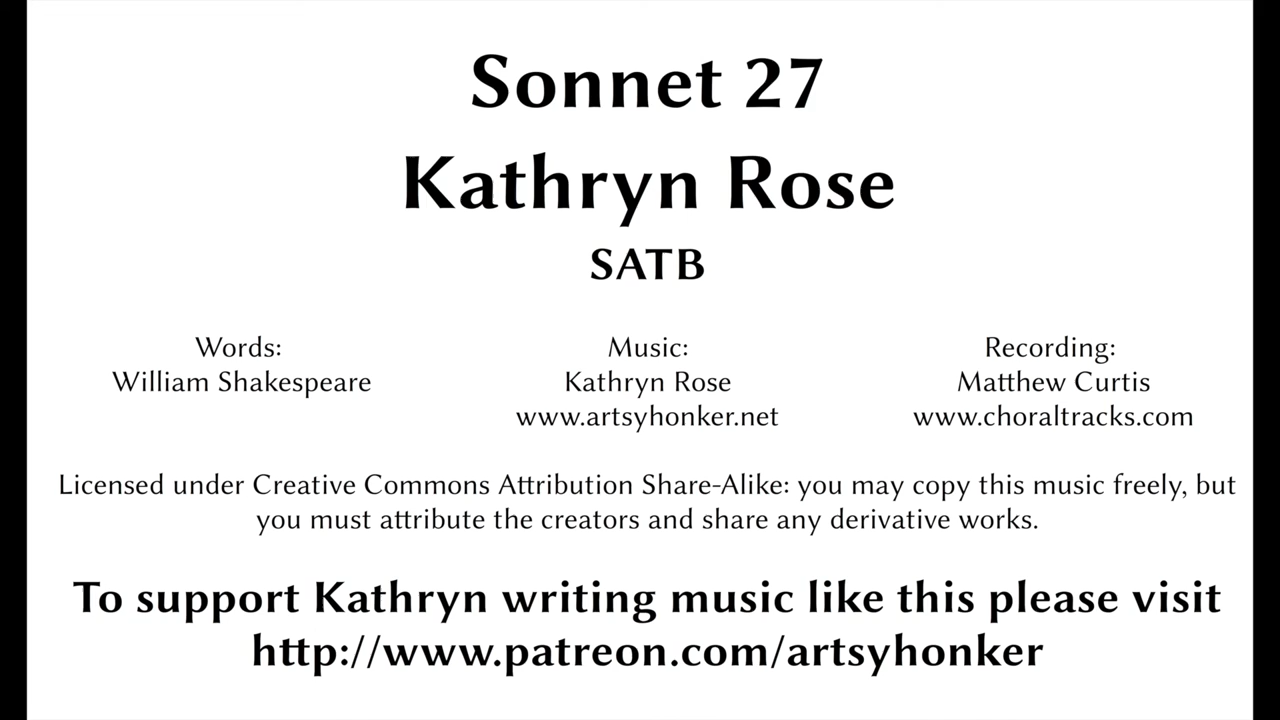 Sonnet 27
Kathryn Rose
SATB
Words:
William Shakespeare
Music:
Kathryn Rose
www.artsyhonker.net
Recording:
Matthew Curtis
www.choraltracks.com
Licensed under Creative Commons Attribution Share-Alike: you may copy this music freely, but
you must attribute the creators and share any derivative works.
To support Kathryn writing music like this please visit
http://www.patreon.com/artsyhonker